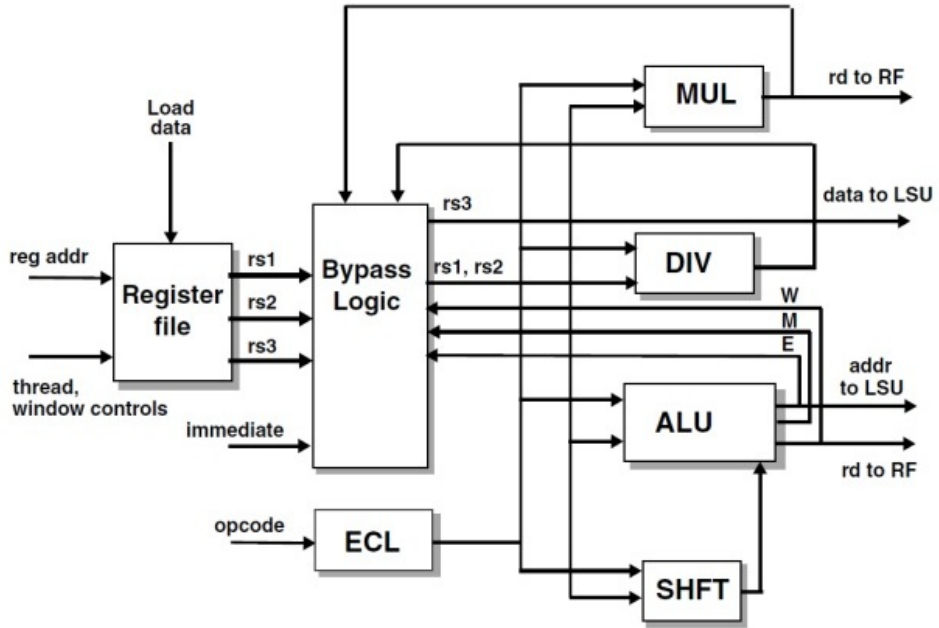 MUL
rd to RF
Load
data
rs3
data to LSU
reg addr
rs1
Bypass
Logic
rs1, rs2
DIV
Register
file
rs2
W
M
rs3
E
thread,
window controls
addr
to LSU
immediate
ALU
rd to RF
opcode
ECL
SHFT